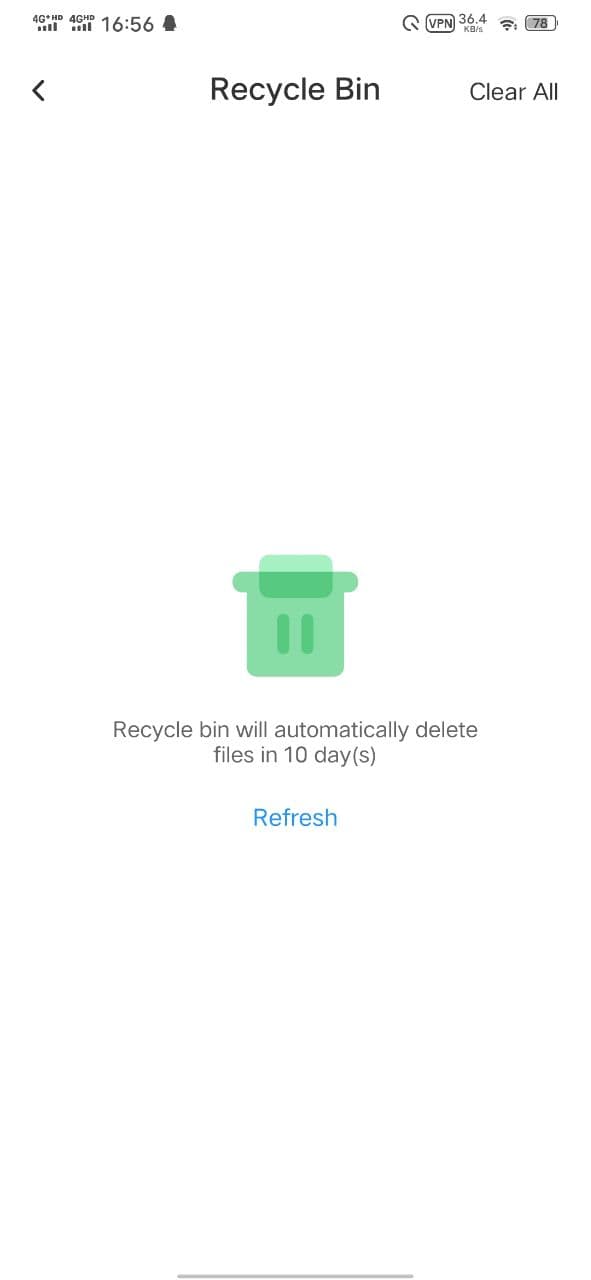 4G+HD 4GHD 16:56 VPN 36.4 KB/s 78
Recycle Bin Clear All
Recycle bin will automatically delete
files in 10 day(s)
Refresh